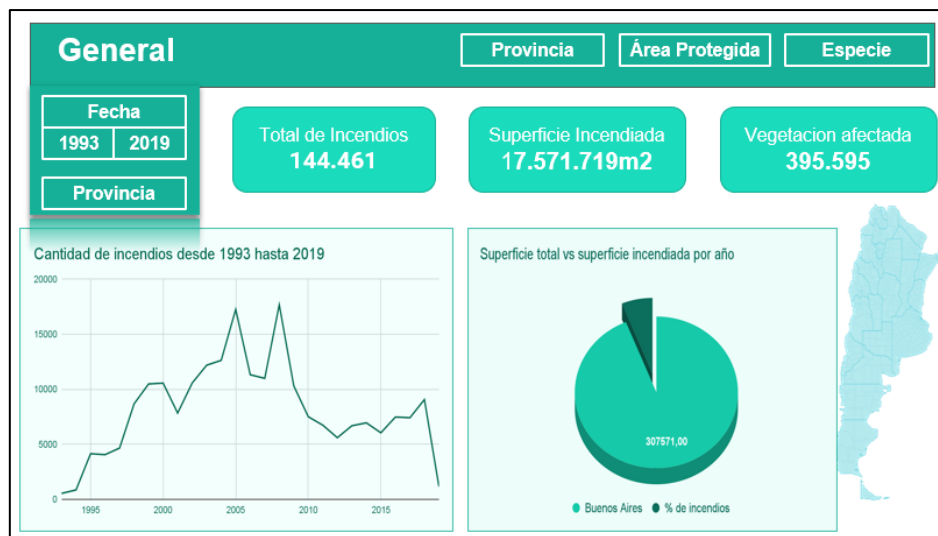 General
Provincia
Área Protegida
Especie
Fecha
1993 2019
Provincia
Total de Incendios
144.461
Superficie Incendiada
17.571.719m2
Vegetacion afectada
395.595
Cantidad de incendios desde 1993 hasta 2019
20000
15000
10000
5000
0
1995 2000 2005 2010 2015
Superficie total vs superficie incendiada por año
307571,00
Buenos Aires % de incendios